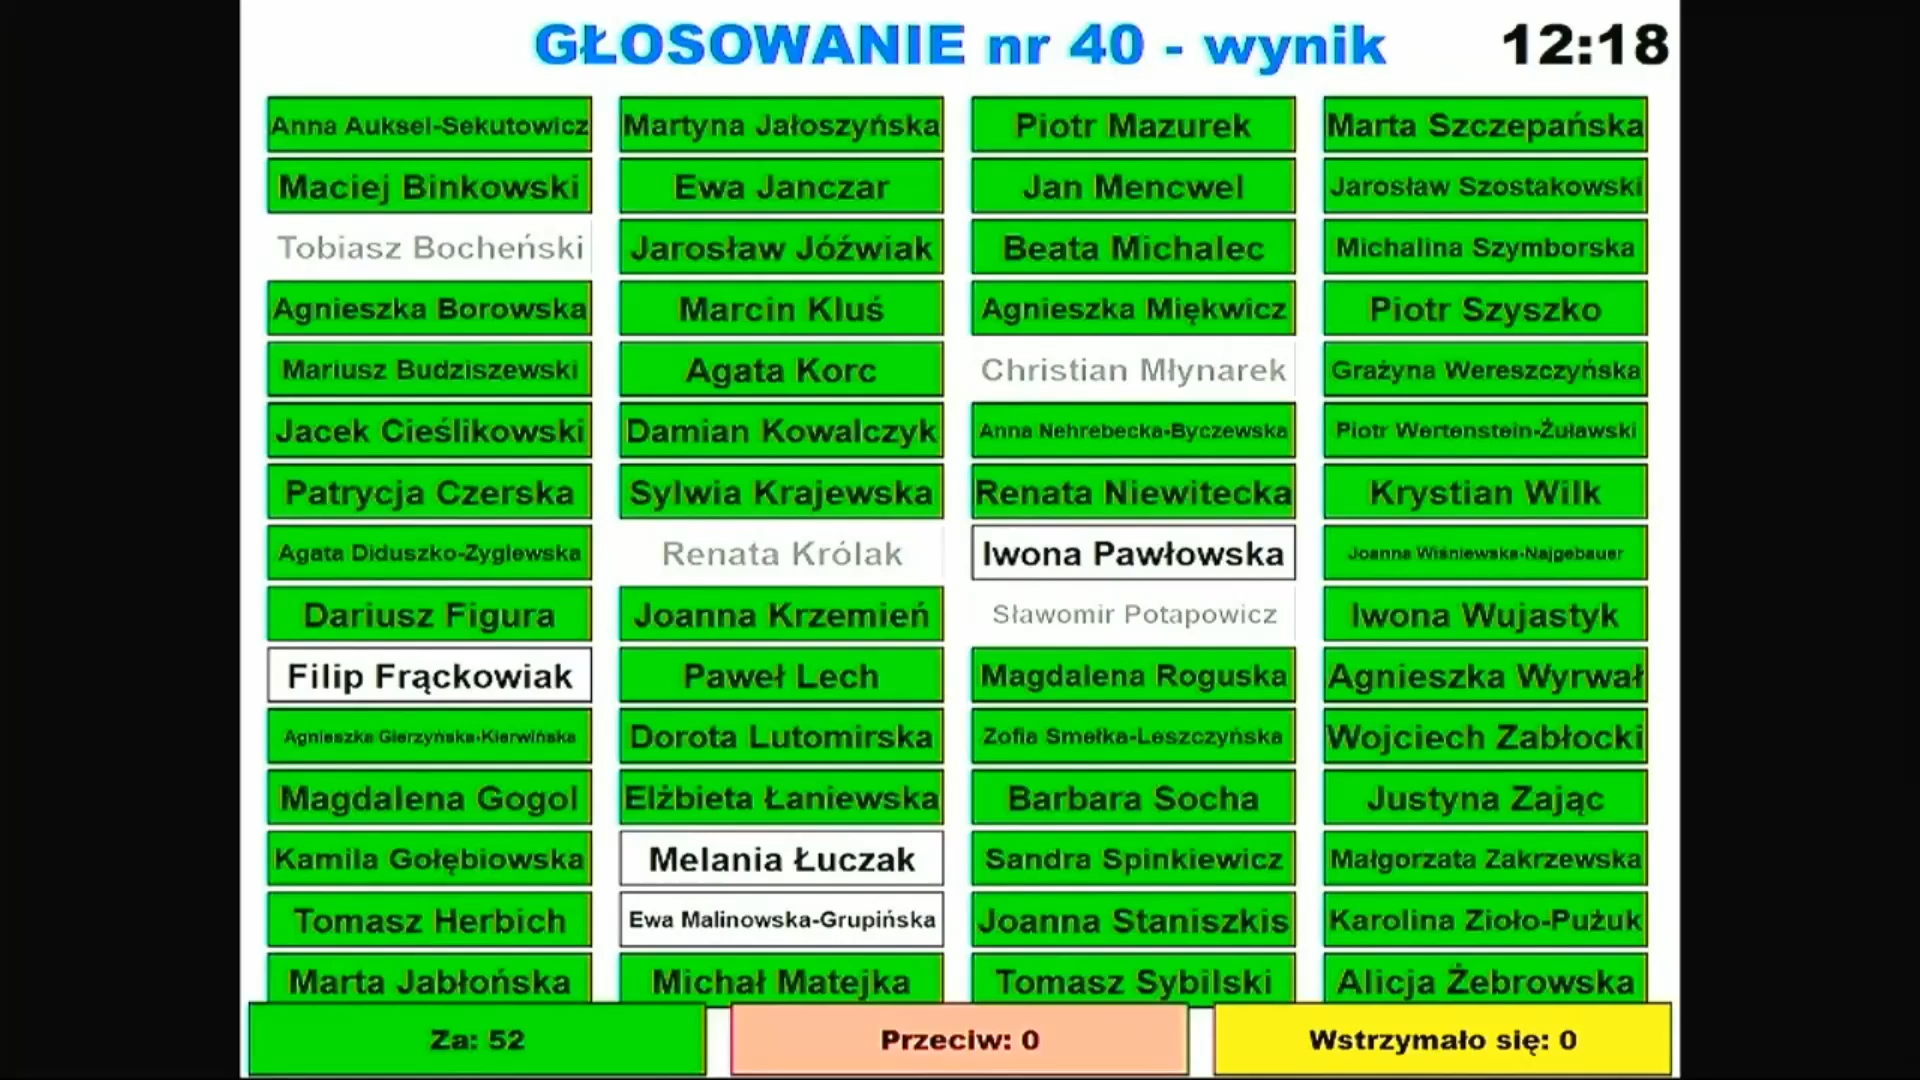 GŁOSOWANIE nr 40 - wynik 12:18
Anna Auksel-Sekutowicz Martyna Jałoszyńska Piotr Mazurek Marta Szczepańska
Maciej Binkowski Ewa Janczar Jan Mencwel Jarosław Szostakowski
Tobiasz Bocheński Jarosław Jóźwiak Beata Michalec Michalina Szymborska
Agnieszka Borowska Marcin Kluś Agnieszka Miękwicz Piotr Szyszko
Mariusz Budziszewski Agata Korc Christian Młynarek Grażyna Wereszczyńska
Jacek Cieślikowski Damian Kowalczyk Anna Nehrebecka-Byczewska Piotr Wertenstein-Żuławski
Patrycja Czerska Sylwia Krajewska Renata Niewitecka Krystian Wilk
Agata Diduszko-Zyglewska Renata Królak Iwona Pawłowska Joanna Wiśniewska-Najgebauer
Dariusz Figura Joanna Krzemień Sławomir Potapowicz Iwona Wujastyk
Filip Frąckowiak Paweł Lech Magdalena Roguska Agnieszka Wyrwał
Agnieszka Gierzyńska-Kierwińska Dorota Lutomirska Zofia Smełka-Leszczyńska Wojciech Zabłocki
Magdalena Gogol Elżbieta Łaniewska Barbara Socha Justyna Zając
Kamila Gołębiowska Melania Łuczak Sandra Spinkiewicz Małgorzata Zakrzewska
Tomasz Herbich Ewa Malinowska-Grupińska Joanna Staniszkis Karolina Zioło-Pużuk
Marta Jabłońska Michał Matejka Tomasz Sybilski Alicja Żebrowska
Za: 52 Przeciw: 0 Wstrzymało się: 0